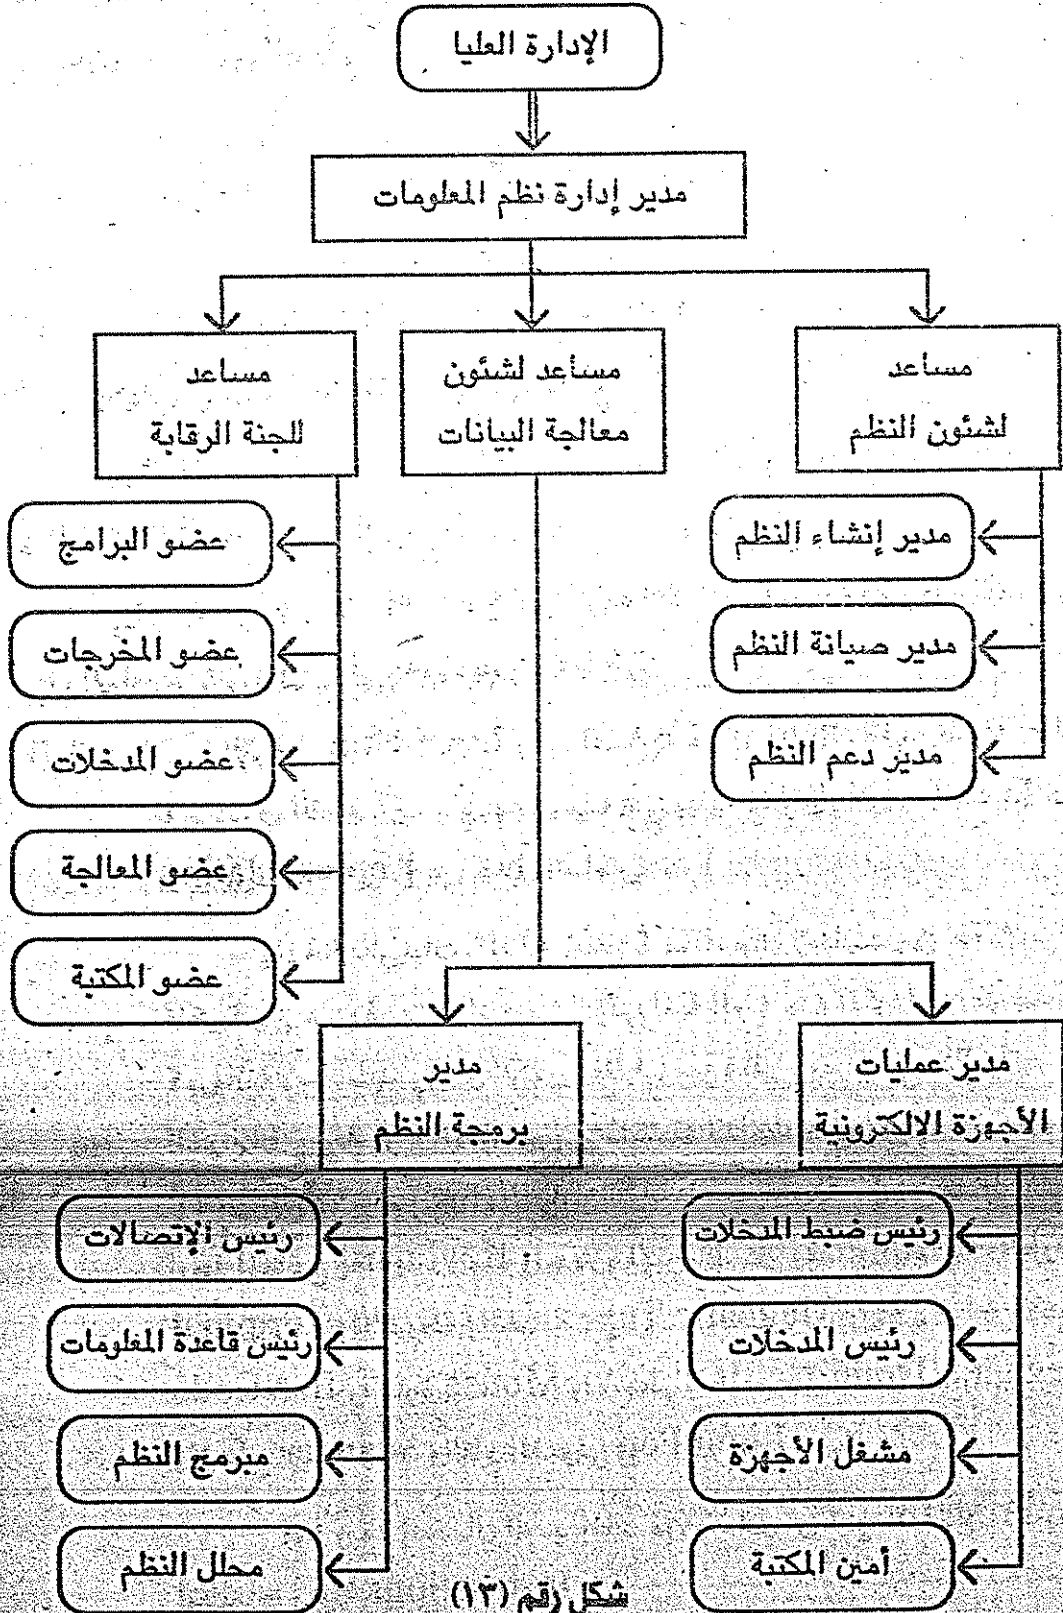 الإدارة العليا
مدير إدارة نظم المعلومات
مساعد
لشئون النظم
مساعد لشئون
معالجة البيانات
مساعد
للجنة الرقابة
مدير إنشاء النظم
مدير صيانة النظم
مدير دعم النظم
عضو البرامج
عضو المخرجات
عضو المدخلات
عضو المعالجة
عضو المكتبة
مدير عمليات
الأجهزة الالكترونية
مدير
برمجة النظم
رئيس ضبط المدخلات
رئيس المدخلات
مشغل الأجهزة
أمين المكتبة
رئيس الإتصالات
رئيس قاعدة المعلومات
مبرمج النظم
محلل النظم
شكل رقم (١٣)